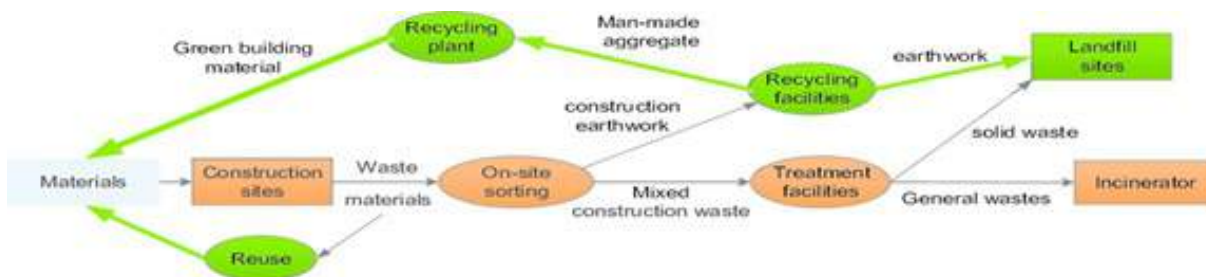 Recycling
plant
Man-made
aggregate
Green building
material
earthwork
Landfill
sites
Recycling
facilities
construction
earthwork
solid waste
Materials
Construction
sites
Waste
materials
On-site
sorting
Mixed
construction waste
Treatment
facilities
General wastes
Incinerator
Reuse